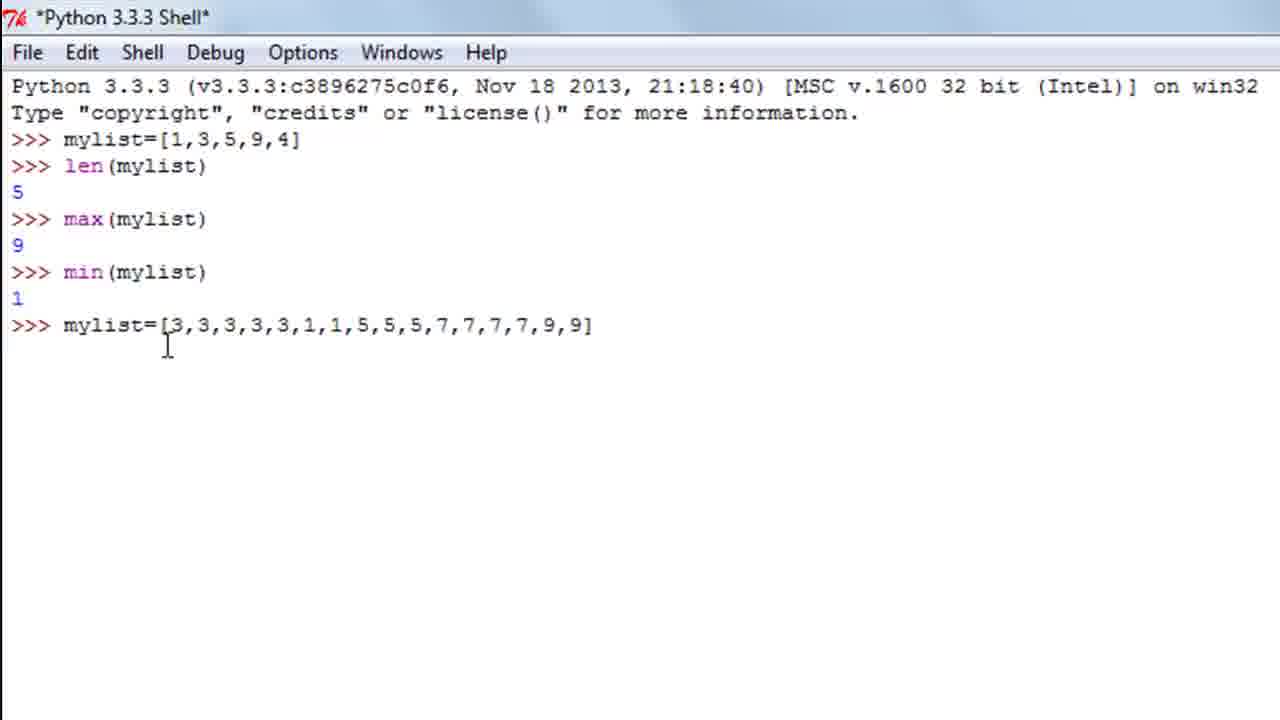 *Python 3.3.3 Shell*
File Edit Shell Debug Options Windows Help
Python 3.3.3 (v3.3.3:c3896275c0f6, Nov 18 2013, 21:18:40) [MSC v.1600 32 bit (Intel)] on win32
Type "copyright", "credits" or "license()" for more information.
>>> mylist=[1,3,5,9,4]
>>> len(mylist)
5
>>> max(mylist)
9
>>> min(mylist)
1
>>> mylist=[3,3,3,3,3,1,1,5,5,5,7,7,7,7,9,9]